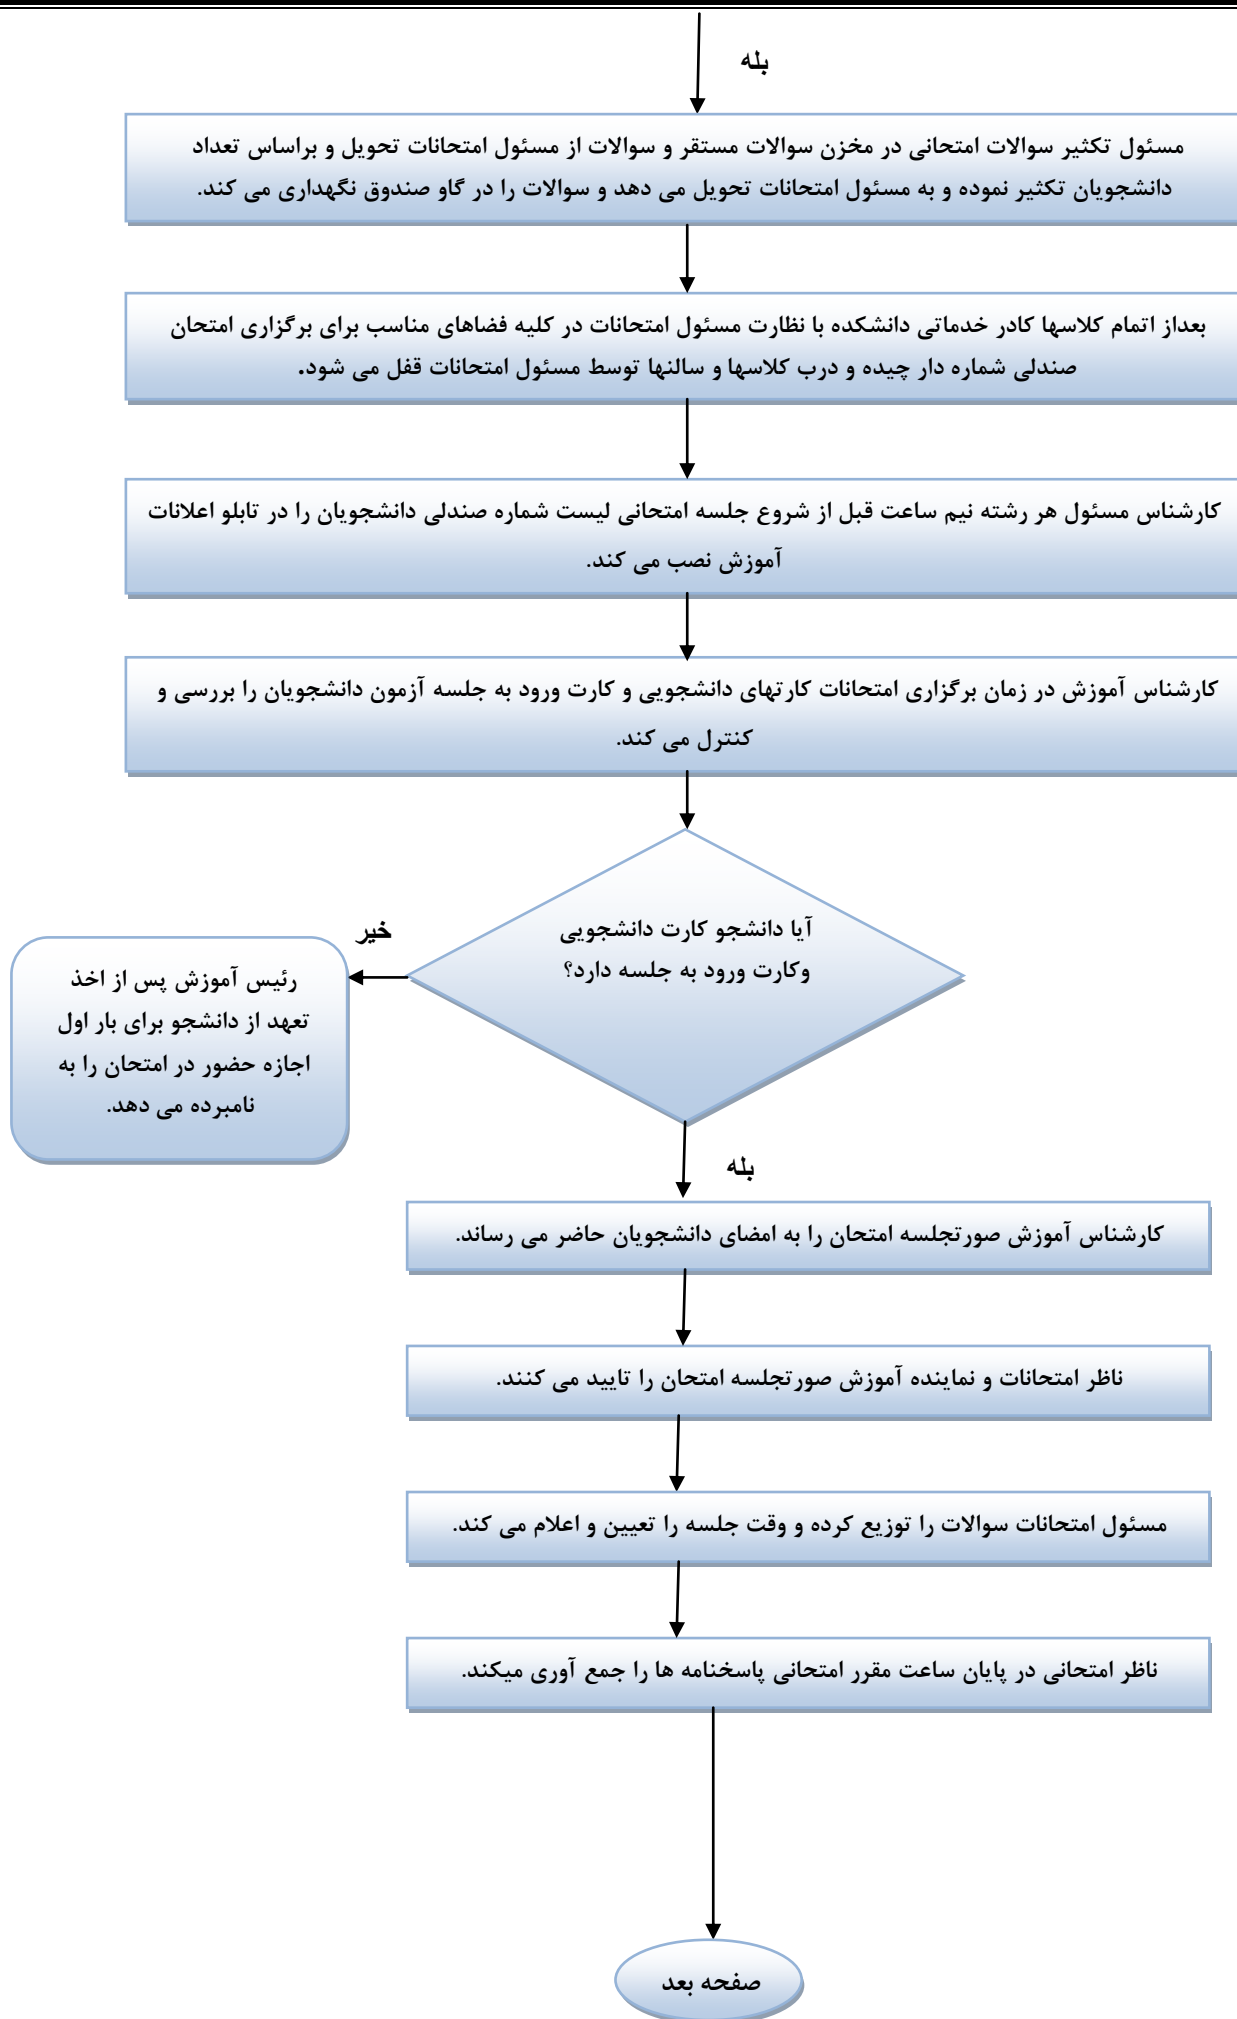 بله
مسئول تکثیر سوالات امتحانی در مخزن سوالات مستقر و سوالات از مسئول امتحانات تحویل و براساس تعداد
دانشجویان تکثیر نموده و به مسئول امتحانات تحویل می دهد و سوالات را در گاو صندوق نگهداری می کند.
بعداز اتمام کلاسها کادر خدماتی دانشکده با نظارت مسئول امتحانات در کلیه فضاهای مناسب برای برگزاری امتحان
صندلی شماره دار چیده و درب کلاسها و سالنها توسط مسئول امتحانات قفل می شود.
کارشناس مسئول هر رشته نیم ساعت قبل از شروع جلسه امتحانی لیست شماره صندلی دانشجویان را در تابلو اعلانات
آموزش نصب می کند.
کارشناس آموزش در زمان برگزاری امتحانات کارتهای دانشجویی و کارت ورود به جلسه آزمون دانشجویان را بررسی و
کنترل می کند.
آیا دانشجو کارت دانشجویی
وکارت ورود به جلسه دارد؟
خیر
رئیس آموزش پس از اخذ
تعهد از دانشجو برای بار اول
اجازه حضور در امتحان را به
نامبرده می دهد.
بله
کارشناس آموزش صورتجلسه امتحان را به امضای دانشجویان حاضر می رساند.
ناظر امتحانات و نماینده آموزش صورتجلسه امتحان را تایید می کنند.
مسئول امتحانات سوالات را توزیع کرده و وقت جلسه را تعیین و اعلام می کند.
ناظر امتحانی در پایان ساعت مقرر امتحانی پاسخنامه ها را جمع آوری میکند.
صفحه بعد